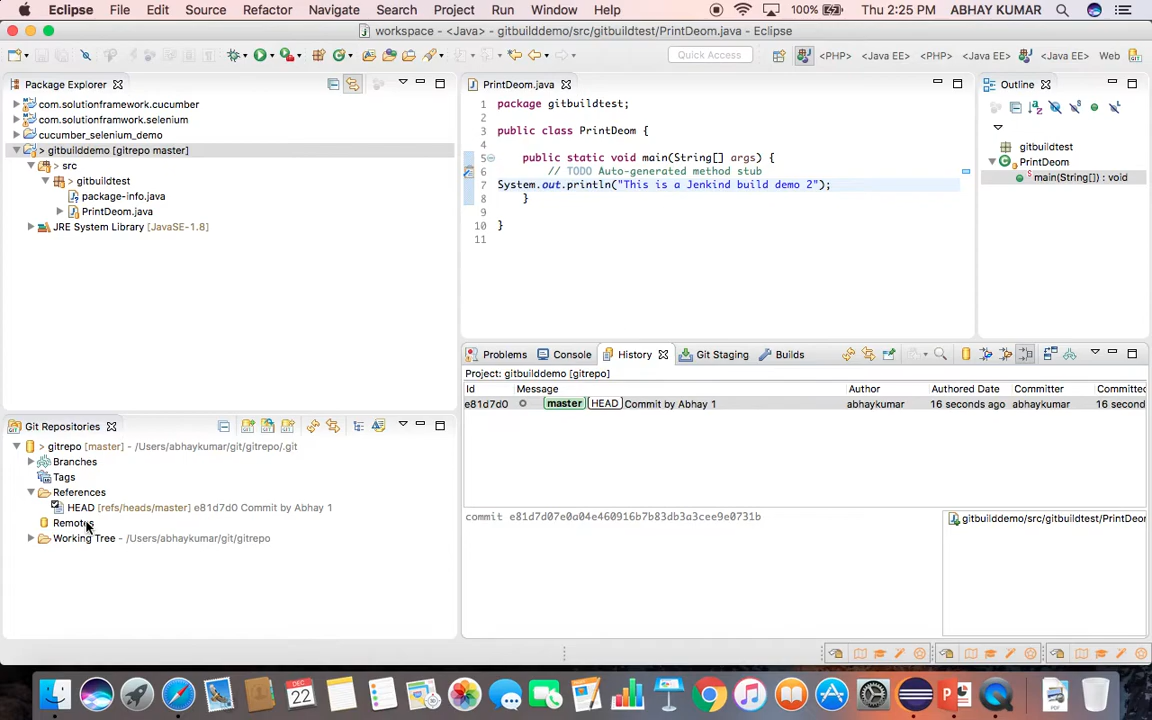 Eclipse File Edit Source Refactor Navigate Search Project Run Window Help 100% Thu 2:25 PM ABHAY KUMAR
workspace - <Java> - gitbuilddemo/src/gitbuildtest/PrintDeom.java - Eclipse
Quick Access <PHP> <Java EE> <PHP> <Java EE> <Java EE> Web
Package Explorer
com.solutionframework.cucumber
com.solutionframework.selenium
cucumber_selenium_demo
> gitbuilddemo [gitrepo master]
> src
gitbuildtest
package-info.java
PrintDeom.java
JRE System Library [JavaSE-1.8]
PrintDeom.java
1 package gitbuildtest;
2
3 public class PrintDeom {
4
5 public static void main(String[] args) {
6 // TODO Auto-generated method stub
7 System.out.println("This is a Jenkind build demo 2");
8 }
9
10 }
11
Outline
gitbuildtest
PrintDeom
main(String[]) : void
Git Repositories
> gitrepo [master] - /Users/abhaykumar/git/gitrepo/.git
Branches
Tags
References
HEAD [refs/heads/master] e81d7d0 Commit by Abhay 1
Remotes
Working Tree - /Users/abhaykumar/git/gitrepo
Problems Console History Git Staging Builds
Project: gitbuilddemo [gitrepo]
Id Message Author Authored Date Committer Committed
e81d7d0 master HEAD Commit by Abhay 1 abhaykumar 16 seconds ago abhaykumar 16 second
commit e81d7d07e0a04e460916b7b83db3a3cee9e0731b
gitbuilddemo/src/gitbuildtest/PrintDeor
DEC
22